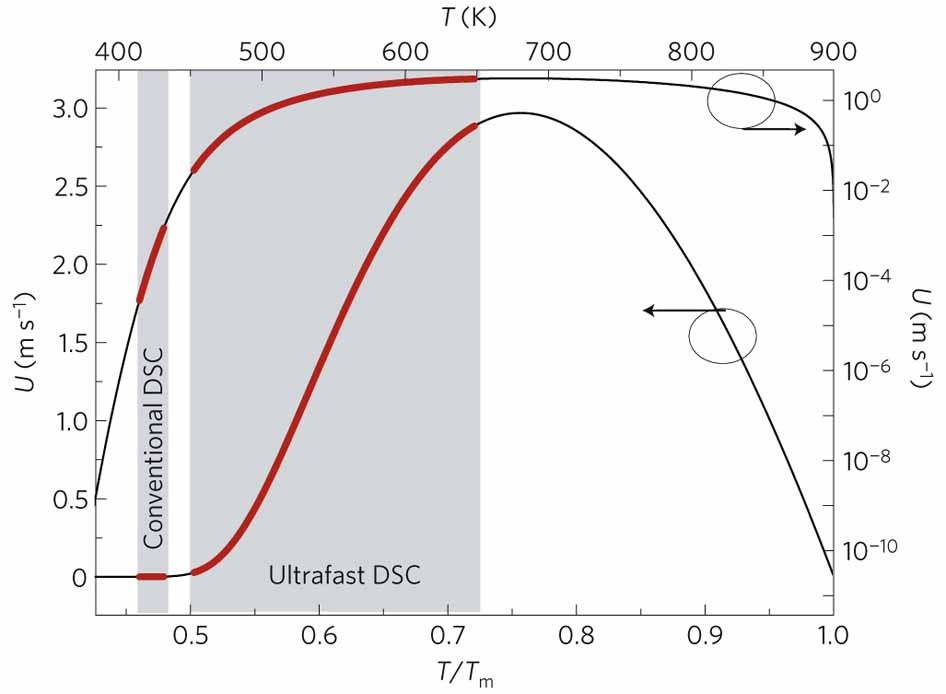 T (K)
400 500 600 700 800 900
3.0
2.5
2.0
1.5
1.0
0.5
0
U (m s⁻¹)
Conventional DSC
Ultrafast DSC
10⁰
10⁻²
10⁻⁴
10⁻⁶
10⁻⁸
10⁻¹⁰
U (m s⁻¹)
0.5 0.6 0.7 0.8 0.9 1.0
T/Tₘ